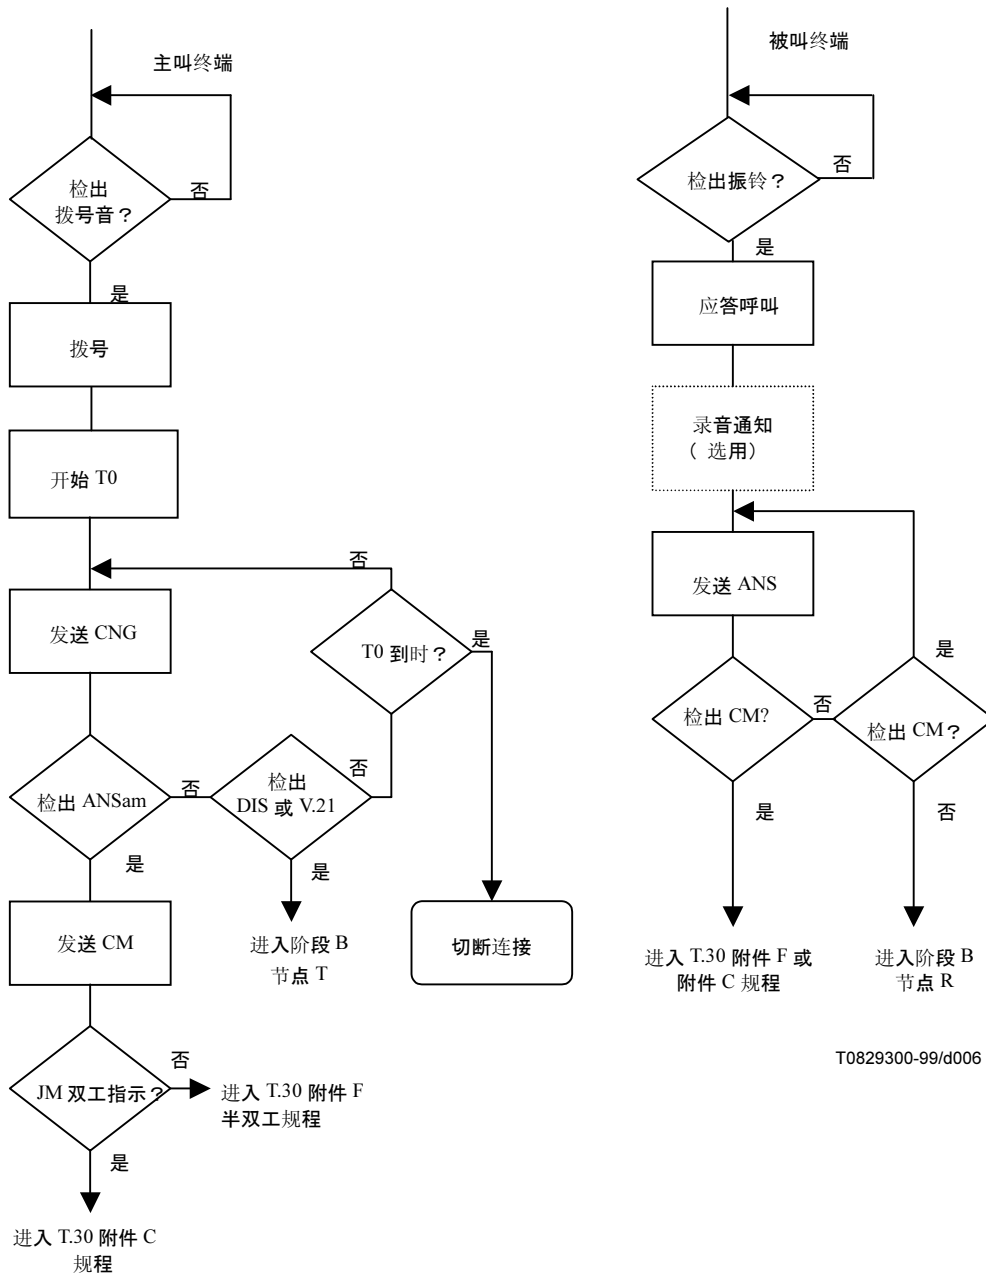 主叫终端
检出
拨号音？
否
是
拨号
开始 T0
否
发送 CNG
T0 到时？
是
检出 ANSam
否
检出
DIS 或 V.21
否
是
是
发送 CM
进入阶段 B
节点 T
切断连接
JM 双工指示？
否
进入 T.30 附件 F
半双工规程
是
进入 T.30 附件 C
规程
被叫终端
检出振铃？
否
是
应答呼叫
录音通知
（ 选用）
发送 ANS
检出 CM?
否
检出 CM？
是
是
否
进入 T.30 附件 F 或
附件 C 规程
进入阶段 B
节点 R
T0829300-99/d006